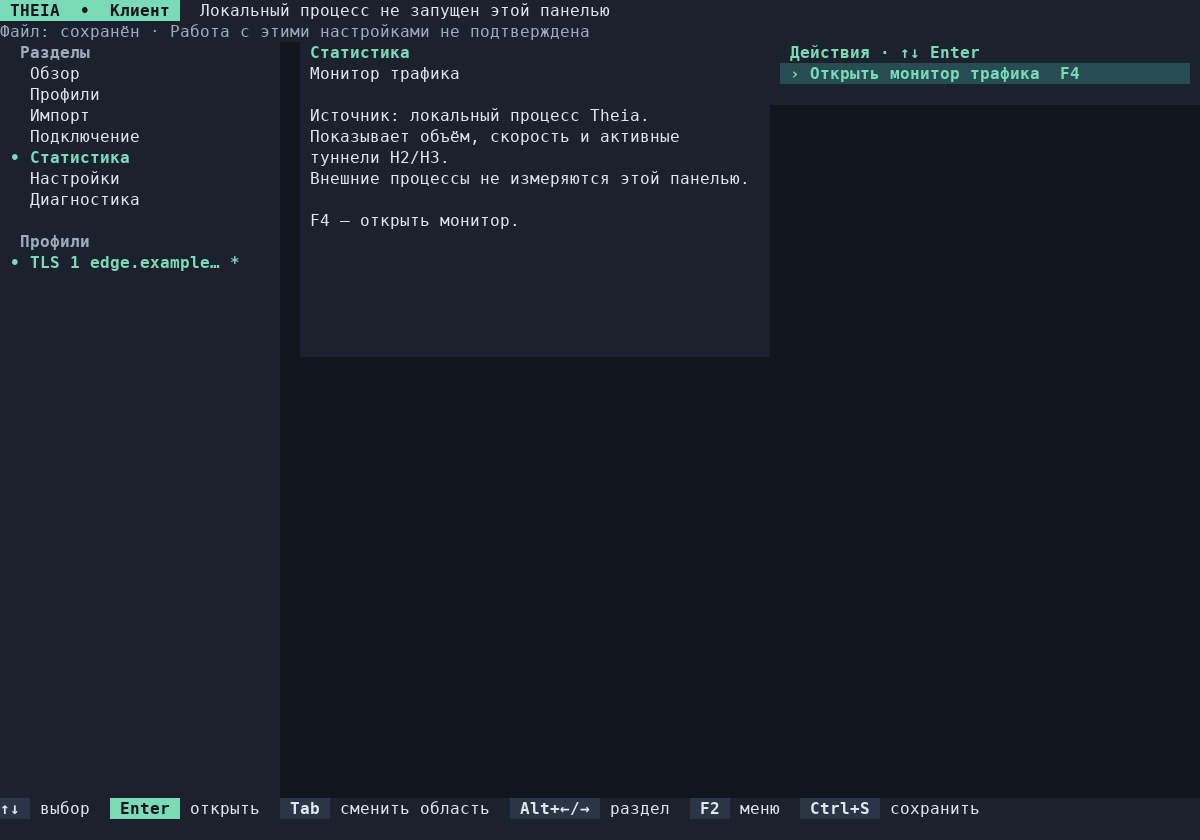 THEIA • Клиент Локальный процесс не запущен этой панелью
Файл: сохранён · Работа с этими настройками не подтверждена
Разделы
Обзор
Профили
Импорт
Подключение
• Статистика
Настройки
Диагностика
Профили
• TLS 1 edge.example… *
Статистика
Монитор трафика
Источник: локальный процесс Theia.
Показывает объём, скорость и активные
туннели H2/H3.
Внешние процессы не измеряются этой панелью.
F4 — открыть монитор.
Действия · ↑↓ Enter
› Открыть монитор трафика F4
↑↓ выбор Enter открыть Tab сменить область Alt+←/→ раздел F2 меню Ctrl+S сохранить